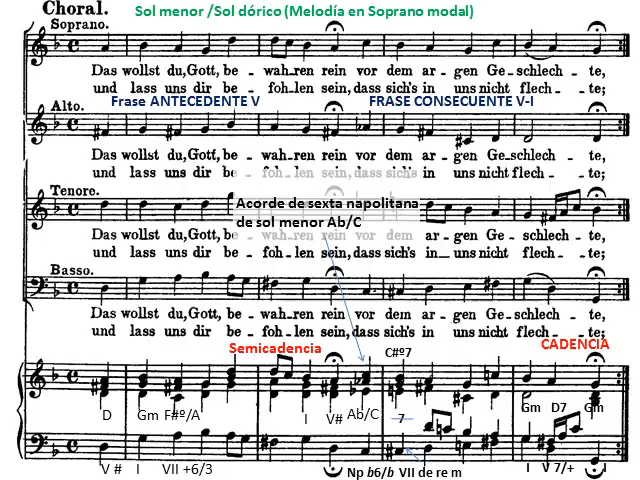 Choral.
Sol menor /Sol dórico (Melodía en Soprano modal)
Soprano.
Das wollst du, Gott, be - wah-ren rein vor dem ar - gen Ge-schlech - te,
und lass uns dir be - foh-len sein, dass sich's in uns nicht flech - te;
Alto.
Frase ANTECEDENTE V
FRASE CONSECUENTE V-I
Das wollst du, Gott, be - wah-ren rein vor dem ar - gen Ge-schlech - te,
und lass uns dir be - foh-len sein, dass sich's in uns nicht flech - te;
Tenore.
Acorde de sexta napolitana
de sol menor Ab/C
Das wollst du, Gott, be - wah-ren rein vor dem ar - gen Ge-schlech - te,
und lass uns dir be - foh-len sein, dass sich's in uns nicht flech - te;
Basso.
Das wollst du, Gott, be - wah-ren rein vor dem ar - gen Ge-schlech - te,
und lass uns dir be - foh-len sein, dass sich's in uns nicht flech - te;
Semicadencia
CADENCIA
Choral.
C#º7
D Gm F#º/A I V# Ab/C 7 Gm D7 Gm
V # I VII +6/3 Np b6/b VII de re m I V 7/+ I